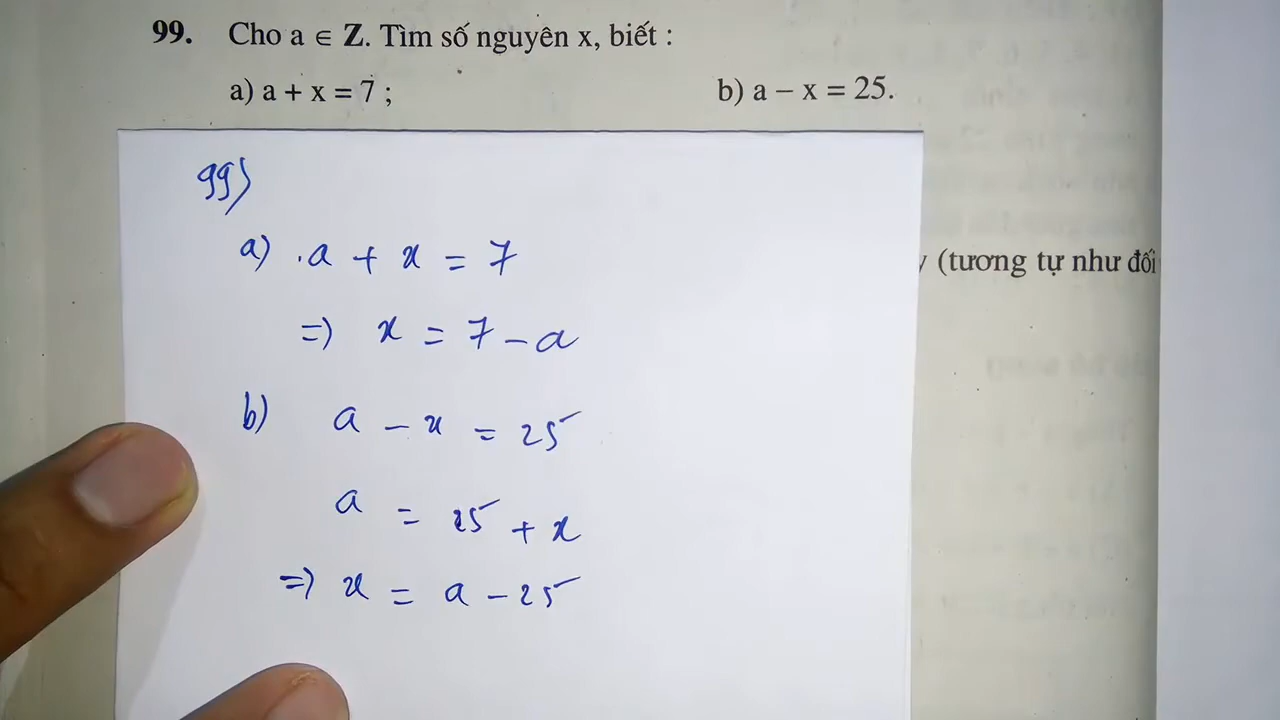 99. Cho a ∈ Z. Tìm số nguyên x, biết :
a) a + x = 7 ; b) a – x = 25.
99)
a) . a + x = 7
(tương tự như đối
=) x = 7 - a
b) a - x = 25
a = 25 + x
=) x = a - 25